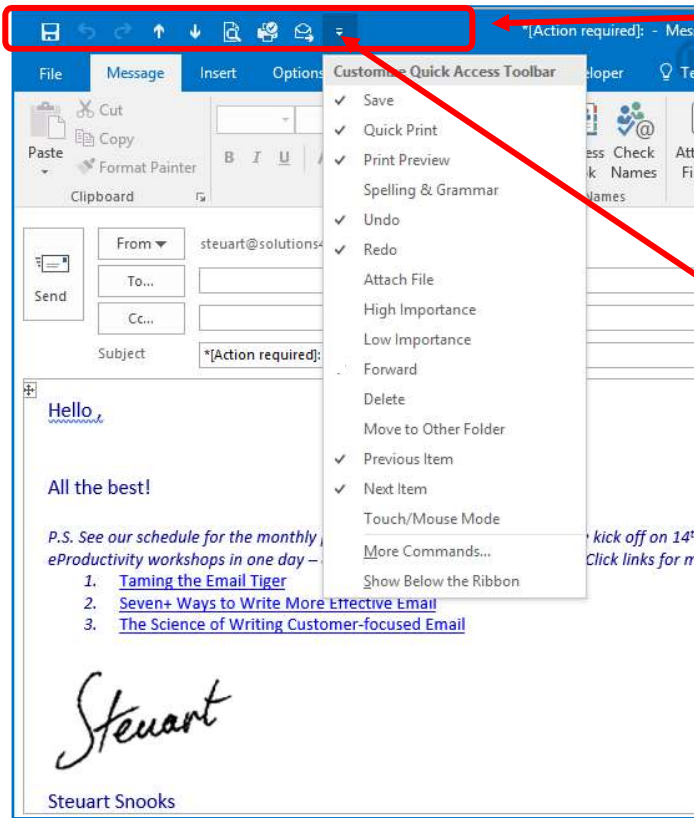 *[Action required]: - Mes
File Message Insert Options eloper Te
Customize Quick Access Toolbar
Save
Quick Print
Print Preview
Spelling & Grammar
Undo
Redo
Attach File
High Importance
Low Importance
Forward
Delete
Move to Other Folder
Previous Item
Next Item
Touch/Mouse Mode
More Commands...
Show Below the Ribbon
Cut
Copy
Format Painter
Paste
Clipboard
B I U
ess Check Att
k Names Fi
Names
Send
From steuart@solutions4
To...
Cc...
Subject *[Action required]:
Hello ,
All the best!
P.S. See our schedule for the monthly kick off on 14t
eProductivity workshops in one day – Click links for m
1. Taming the Email Tiger
2. Seven+ Ways to Write More Effective Email
3. The Science of Writing Customer-focused Email
Steuart
Steuart Snooks